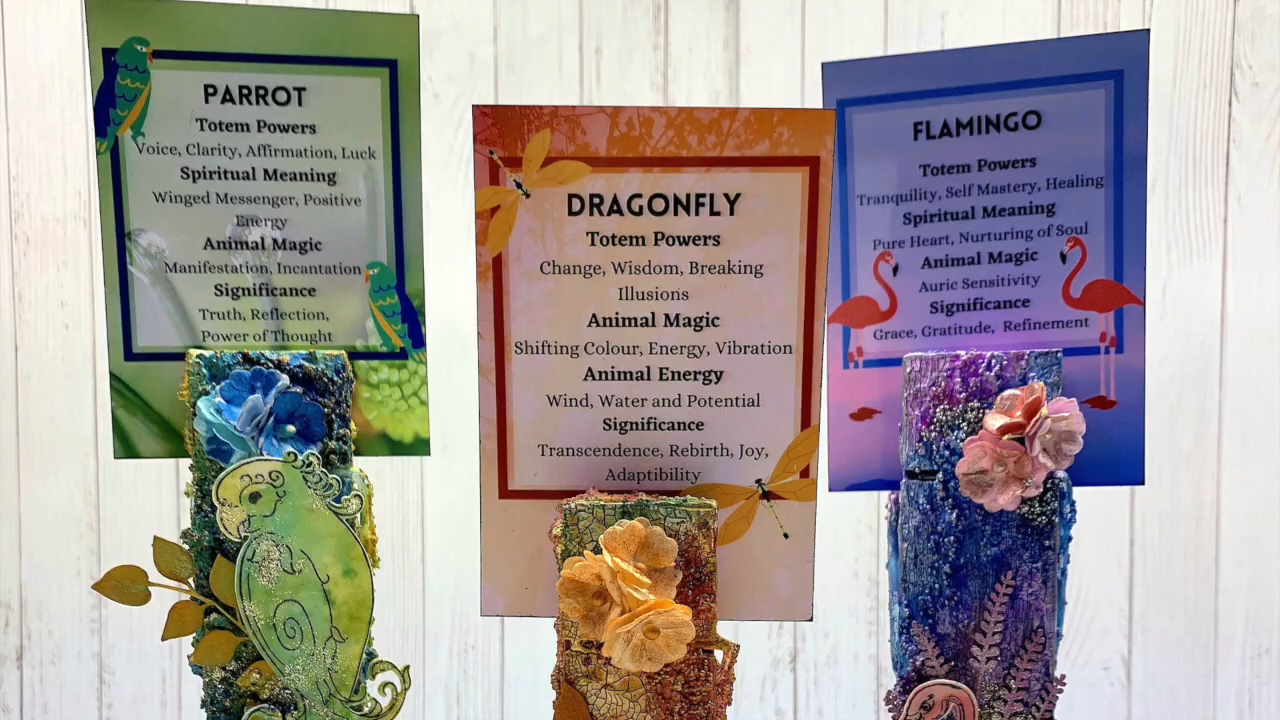 PARROT
Totem Powers
Voice, Clarity, Affirmation, Luck
Spiritual Meaning
Winged Messenger, Positive
Energy
Animal Magic
Manifestation, Incantation
Significance
Truth, Reflection,
Power of Thought
DRAGONFLY
Totem Powers
Change, Wisdom, Breaking
Illusions
Animal Magic
Shifting Colour, Energy, Vibration
Animal Energy
Wind, Water and Potential
Significance
Transcendence, Rebirth, Joy,
Adaptibility
FLAMINGO
Totem Powers
Tranquility, Self Mastery, Healing
Spiritual Meaning
Pure Heart, Nurturing of Soul
Animal Magic
Auric Sensitivity
Significance
Grace, Gratitude, Refinement